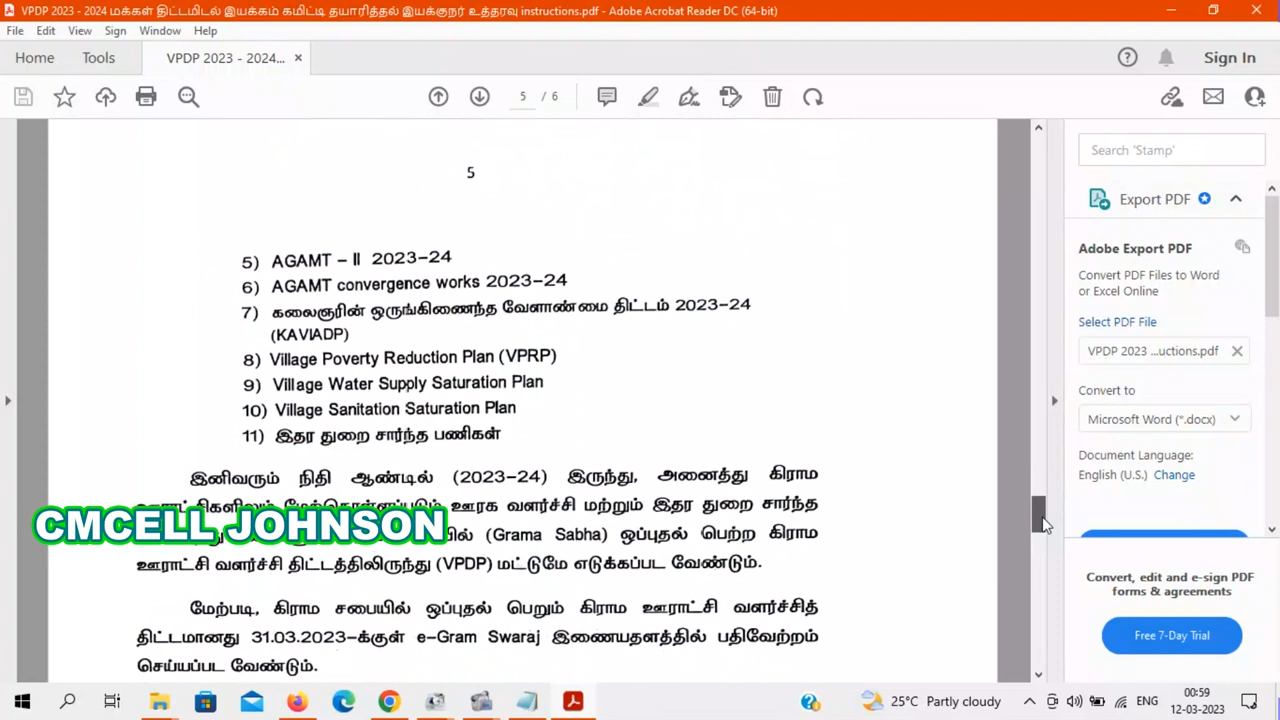 VPDP 2023 - 2024 மக்கள் திட்டமிடல் இயக்கம் கமிட்டி தயாரித்தல் இயக்குநர் உத்தரவு instructions.pdf - Adobe Acrobat Reader DC (64-bit)
File Edit View Sign Window Help
Home Tools VPDP 2023 - 2024... × Sign In
5 / 6
Search 'Stamp'
5
Export PDF
5) AGAMT – II 2023–24
6) AGAMT convergence works 2023–24
7) கலைஞரின் ஒருங்கிணைந்த வேளாண்மை திட்டம் 2023–24
(KAVIADP)
8) Village Poverty Reduction Plan (VPRP)
9) Village Water Supply Saturation Plan
10) Village Sanitation Saturation Plan
11) இதர துறை சார்ந்த பணிகள்
இனிவரும் நிதி ஆண்டில் (2023–24) இருந்து, அனைத்து கிராம
ஊராட்சிகளிலும் மேற்கொள்ளப்படும் ஊரக வளர்ச்சி மற்றும் இதர துறை சார்ந்த
(Grama Sabha) ஒப்புதல் பெற்ற கிராம
ஊராட்சி வளர்ச்சி திட்டத்திலிருந்து (VPDP) மட்டுமே எடுக்கப்பட வேண்டும்.
மேற்படி, கிராம சபையில் ஒப்புதல் பெறும் கிராம ஊராட்சி வளர்ச்சித்
திட்டமானது 31.03.2023–க்குள் e-Gram Swaraj இணையதளத்தில் பதிவேற்றம்
செய்யப்பட வேண்டும்.
CMCELL JOHNSON
Adobe Export PDF
Convert PDF Files to Word
or Excel Online
Select PDF File
VPDP 2023 ...uctions.pdf
Convert to
Microsoft Word (*.docx)
Document Language:
English (U.S.) Change
Convert, edit and e-sign PDF
forms & agreements
Free 7-Day Trial
25°C Partly cloudy ENG 00:59
12-03-2023